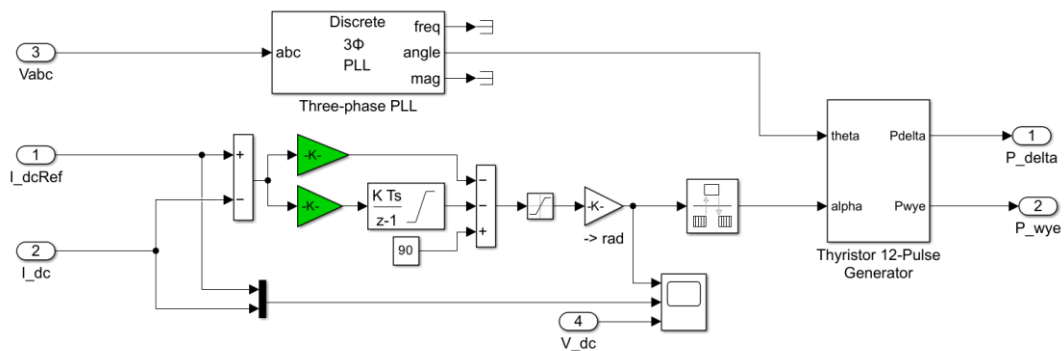 Discrete
3Φ
PLL
abc
freq
angle
mag
Three-phase PLL
3
Vabc
1
I_dcRef
2
I_dc
+
−
-K-
-K-
K Ts
z-1
90
−
−
+
-K-
-> rad
4
V_dc
theta
alpha
Pdelta
Pwye
Thyristor 12-Pulse
Generator
1
P_delta
2
P_wye